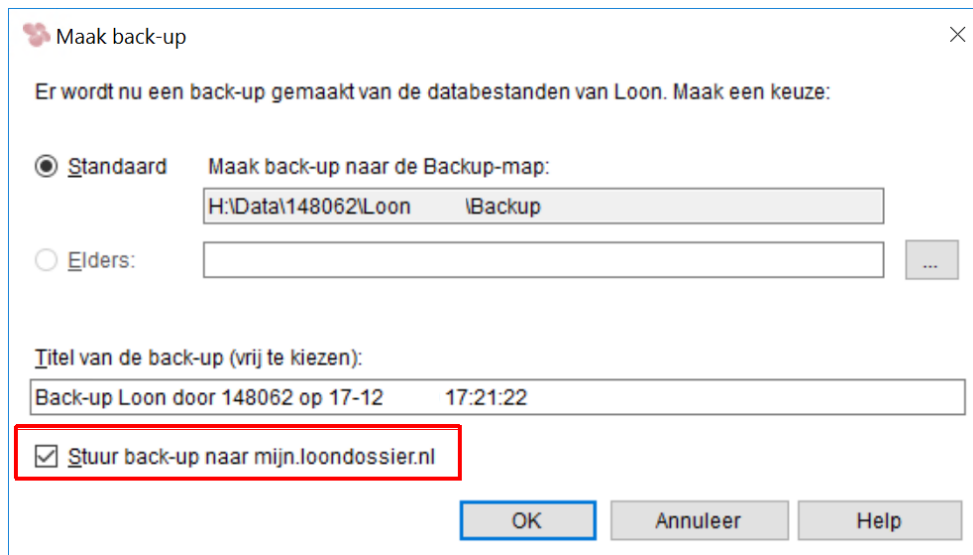 Maak back-up
Er wordt nu een back-up gemaakt van de databestanden van Loon. Maak een keuze:
Standaard Maak back-up naar de Backup-map:
H:\Data\148062\Loon \Backup
Elders: ...
Titel van de back-up (vrij te kiezen):
Back-up Loon door 148062 op 17-12 17:21:22
Stuur back-up naar mijn.loondossier.nl
OK Annuleer Help